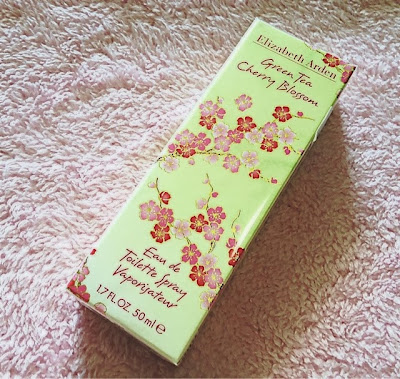 Elizabeth Arden
Green Tea
Cherry Blossom
Eau de
Toilette Spray
Vaporisateur
1.7 FL.OZ. 50 ml e